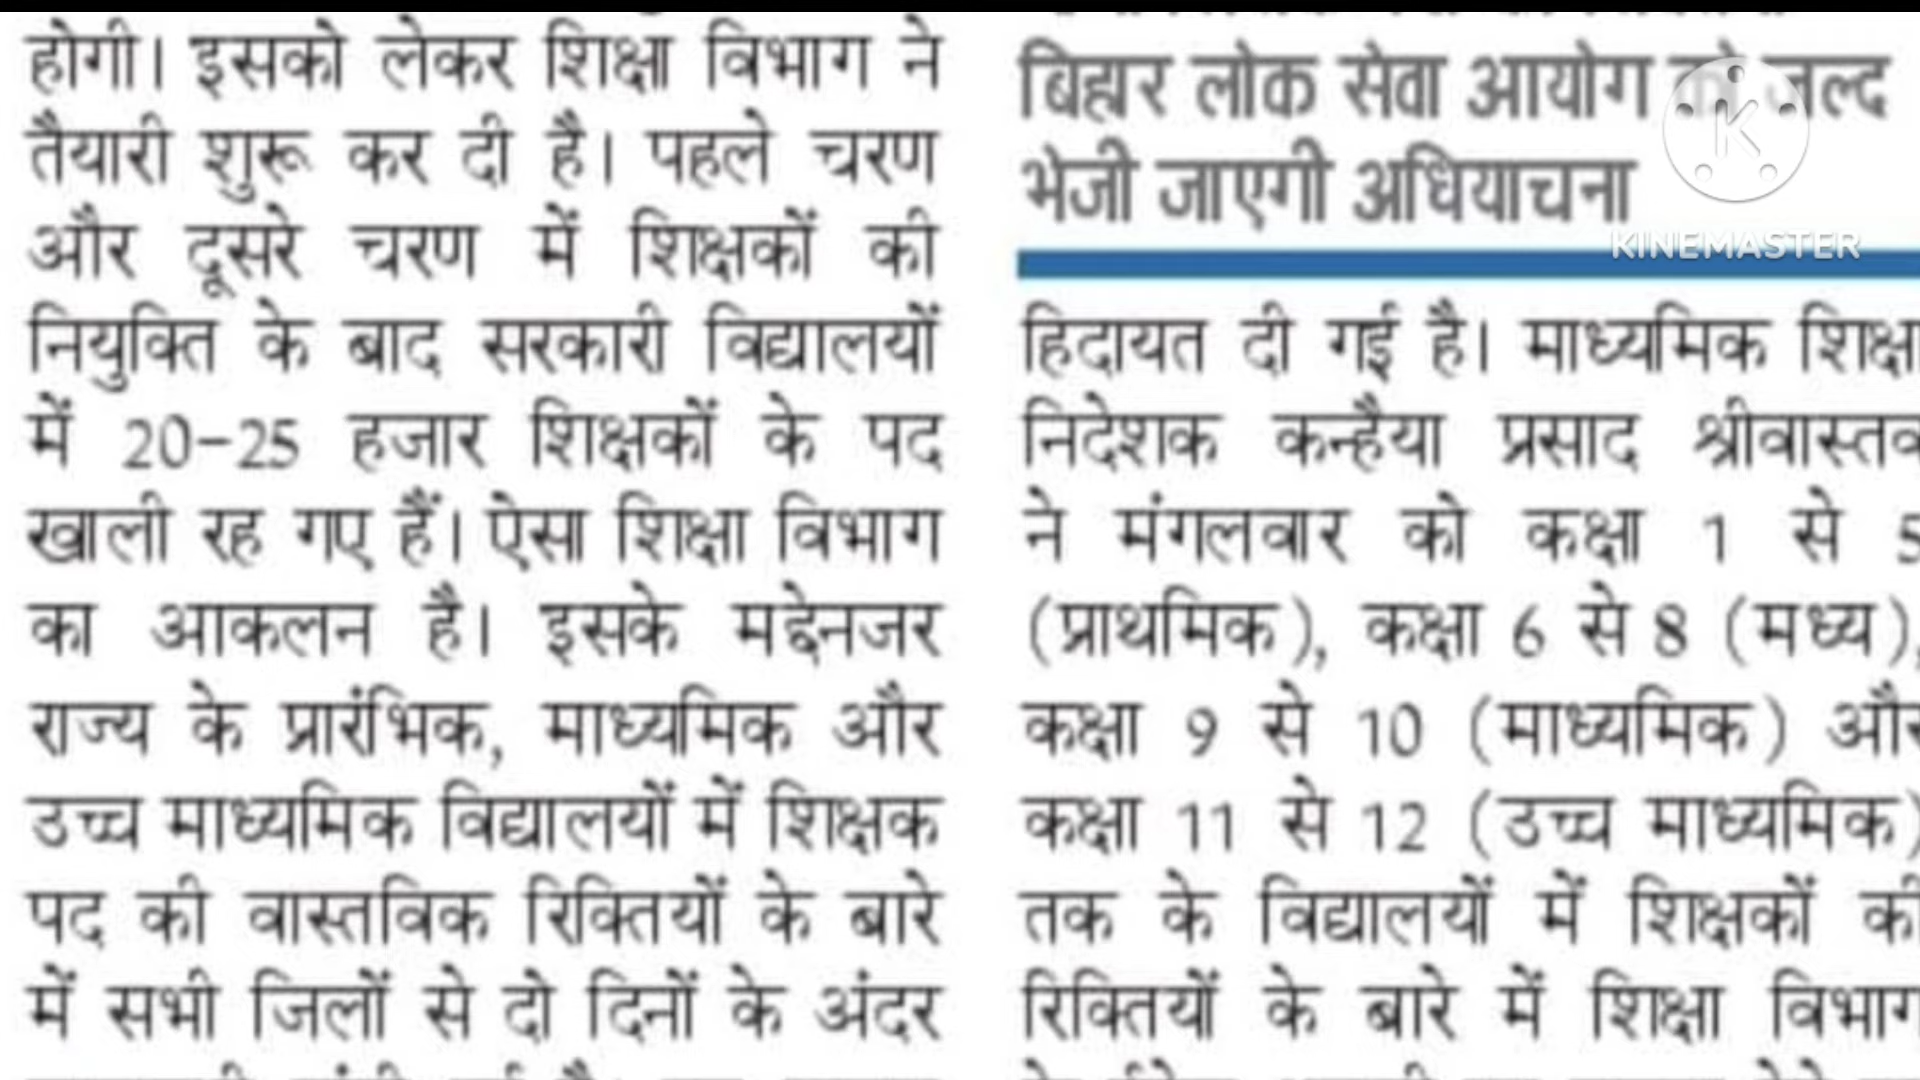 होगी। इसको लेकर शिक्षा विभाग ने
तैयारी शुरू कर दी है। पहले चरण
और दूसरे चरण में शिक्षकों की
नियुक्ति के बाद सरकारी विद्यालयों
में 20-25 हजार शिक्षकों के पद
खाली रह गए हैं। ऐसा शिक्षा विभाग
का आकलन है। इसके मद्देनजर
राज्य के प्रारंभिक, माध्यमिक और
उच्च माध्यमिक विद्यालयों में शिक्षक
पद की वास्तविक रिक्तियों के बारे
में सभी जिलों से दो दिनों के अंदर
बिहार लोक सेवा आयोग को जल्द
भेजी जाएगी अधियाचना
K
KINEMASTER
हिदायत दी गई है। माध्यमिक शिक्षा
निदेशक कन्हैया प्रसाद श्रीवास्तव
ने मंगलवार को कक्षा 1 से 5
(प्राथमिक), कक्षा 6 से 8 (मध्य),
कक्षा 9 से 10 (माध्यमिक) और
कक्षा 11 से 12 (उच्च माध्यमिक)
तक के विद्यालयों में शिक्षकों की
रिक्तियों के बारे में शिक्षा विभाग